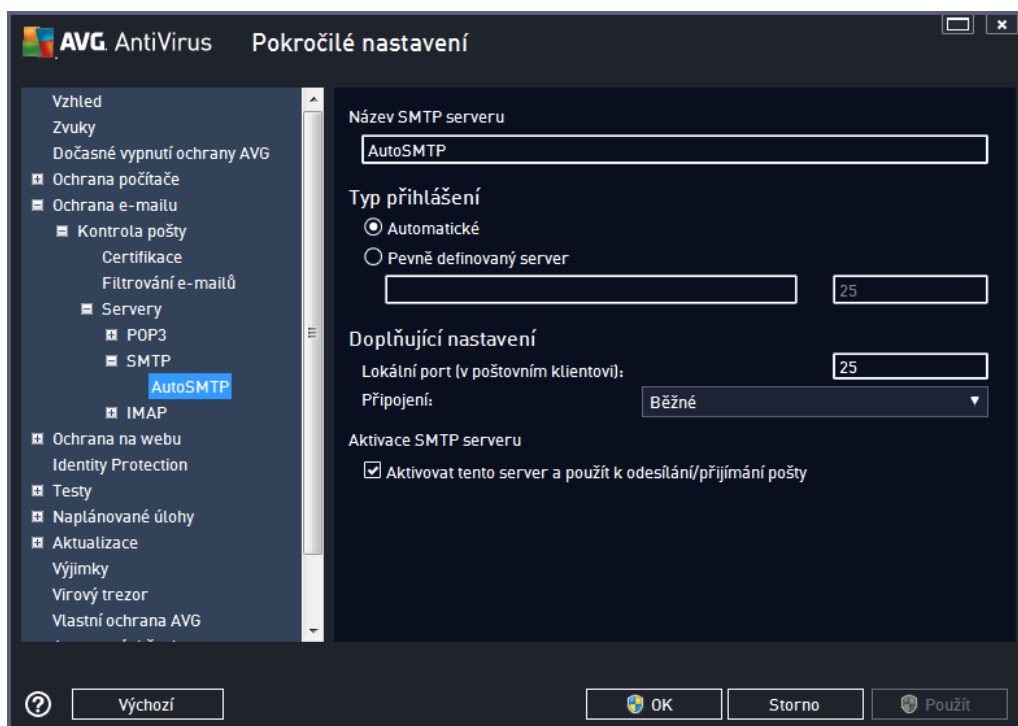 AVG AntiVirus Pokročilé nastavení
Vzhled
Zvuky
Dočasné vypnutí ochrany AVG
Ochrana počítače
Ochrana e-mailu
Kontrola pošty
Certifikace
Filtrování e-mailů
Servery
POP3
SMTP
AutoSMTP
IMAP
Ochrana na webu
Identity Protection
Testy
Naplánované úlohy
Aktualizace
Výjimky
Virový trezor
Vlastní ochrana AVG
Název SMTP serveru
AutoSMTP
Typ přihlášení
Automatické
Pevně definovaný server
25
Doplňující nastavení
Lokální port (v poštovním klientovi): 25
Připojení: Běžné
Aktivace SMTP serveru
Aktivovat tento server a použít k odesílání/přijímání pošty
Výchozí OK Storno Použít